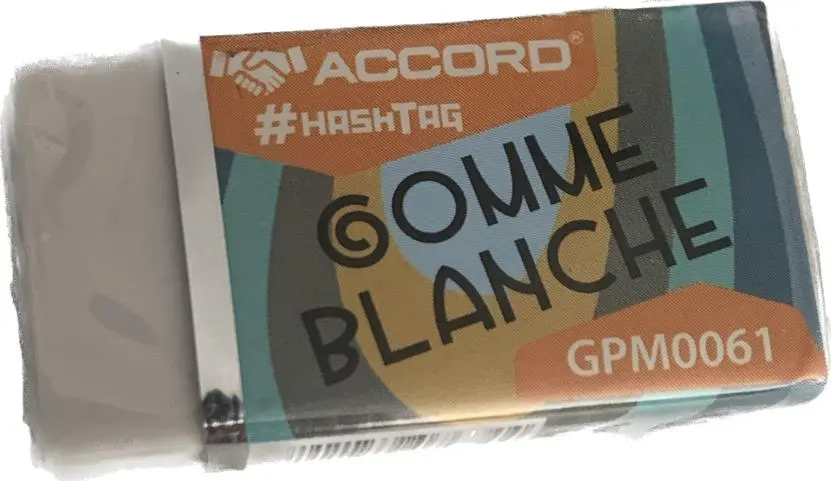 ACCORD®
#HASHTAG
GOMME
BLANCHE
GPM0061